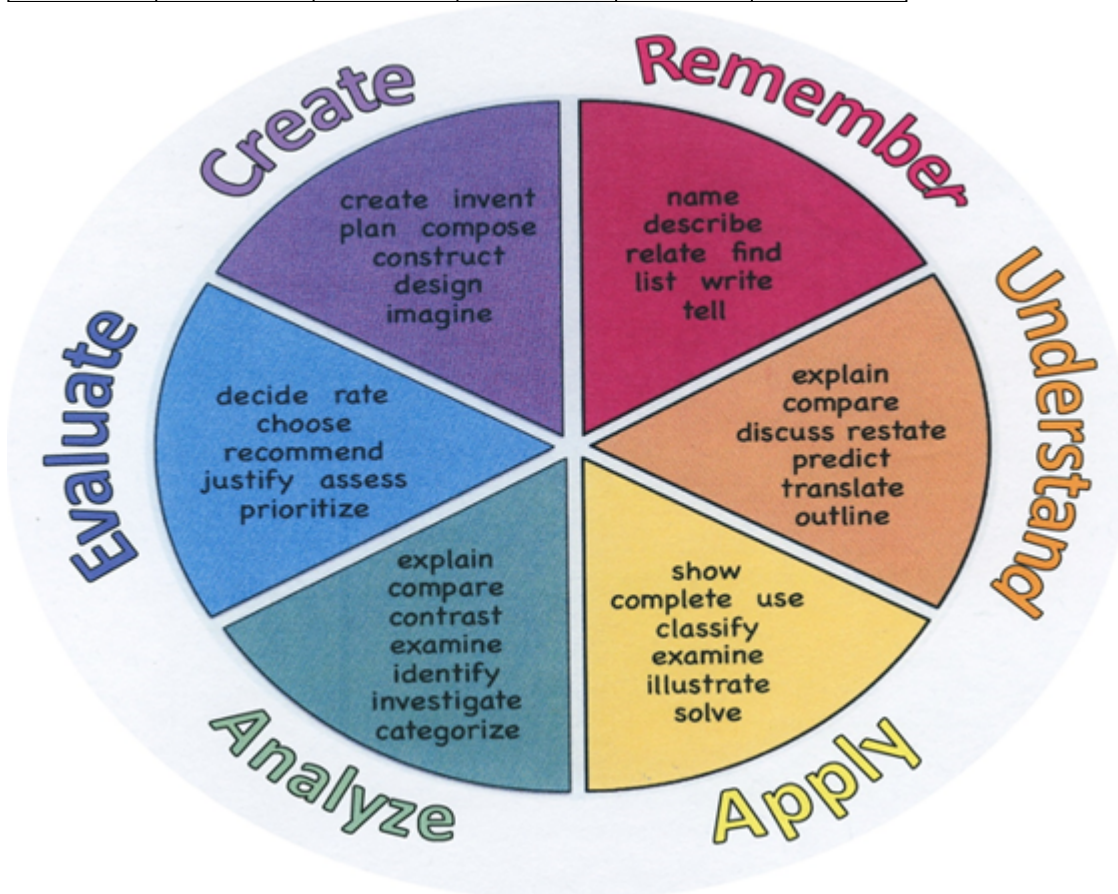 Remember
name
describe
relate find
list write
tell
Understand
explain
compare
discuss restate
predict
translate
outline
Apply
show
complete use
classify
examine
illustrate
solve
Analyze
explain
compare
contrast
examine
identify
investigate
categorize
Evaluate
decide rate
choose
recommend
justify assess
prioritize
Create
create invent
plan compose
construct
design
imagine